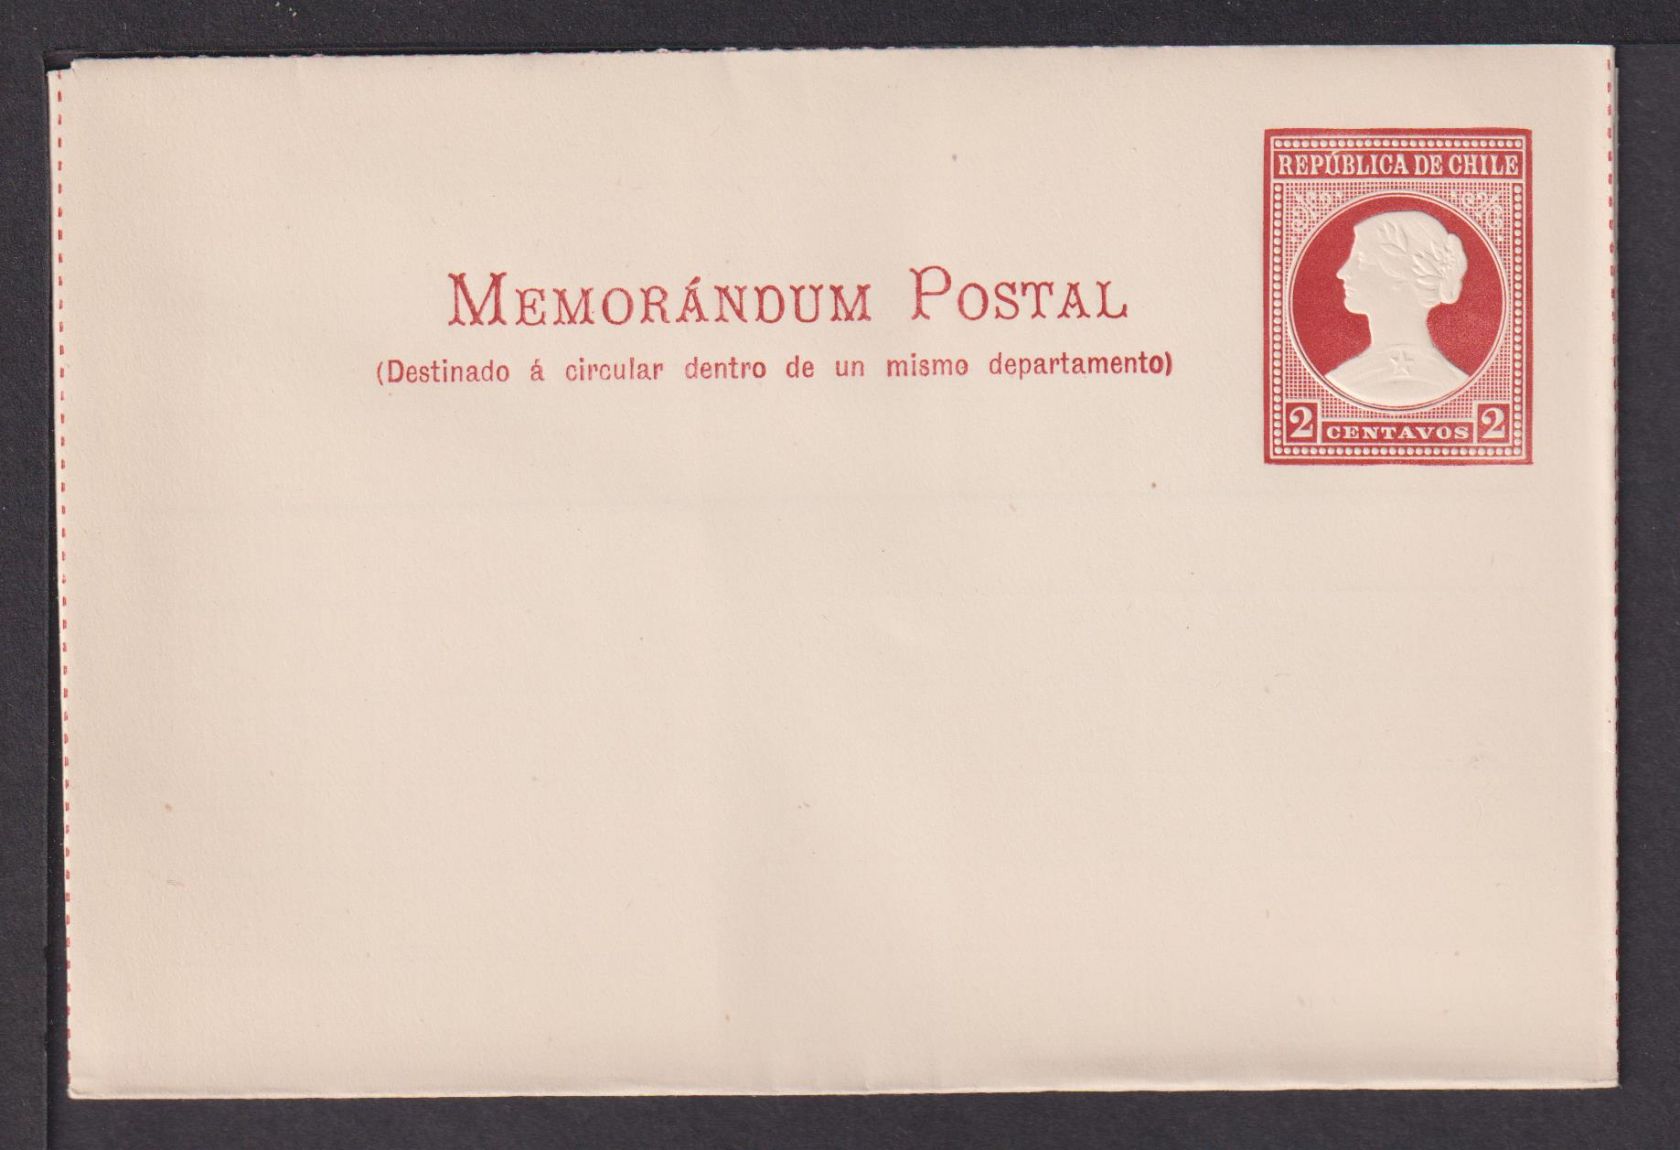 REPÚBLICA DE CHILE
MEMORÁNDUM POSTAL
(Destinado á circular dentro de un mismo departamento)
2 CENTAVOS 2